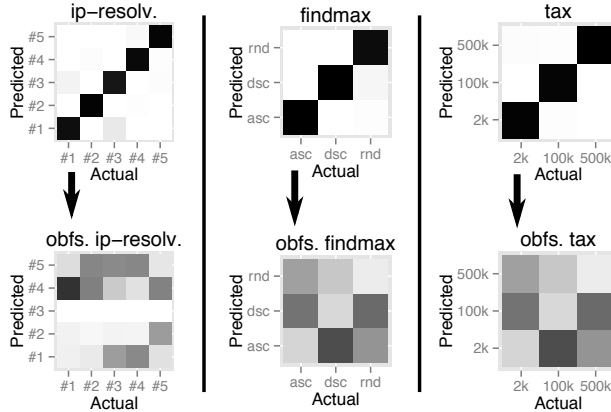 ip-resolv.
Predicted
#5
#4
#3
#2
#1
#1 #2 #3 #4 #5
Actual
obfs. ip-resolv.
Predicted
#5
#4
#3
#2
#1
#1 #2 #3 #4 #5
Actual
findmax
Predicted
rnd
dsc
asc
asc dsc rnd
Actual
obfs. findmax
Predicted
rnd
dsc
asc
asc dsc rnd
Actual
tax
Predicted
500k
100k
2k
2k 100k 500k
Actual
obfs. tax
Predicted
500k
100k
2k
2k 100k 500k
Actual